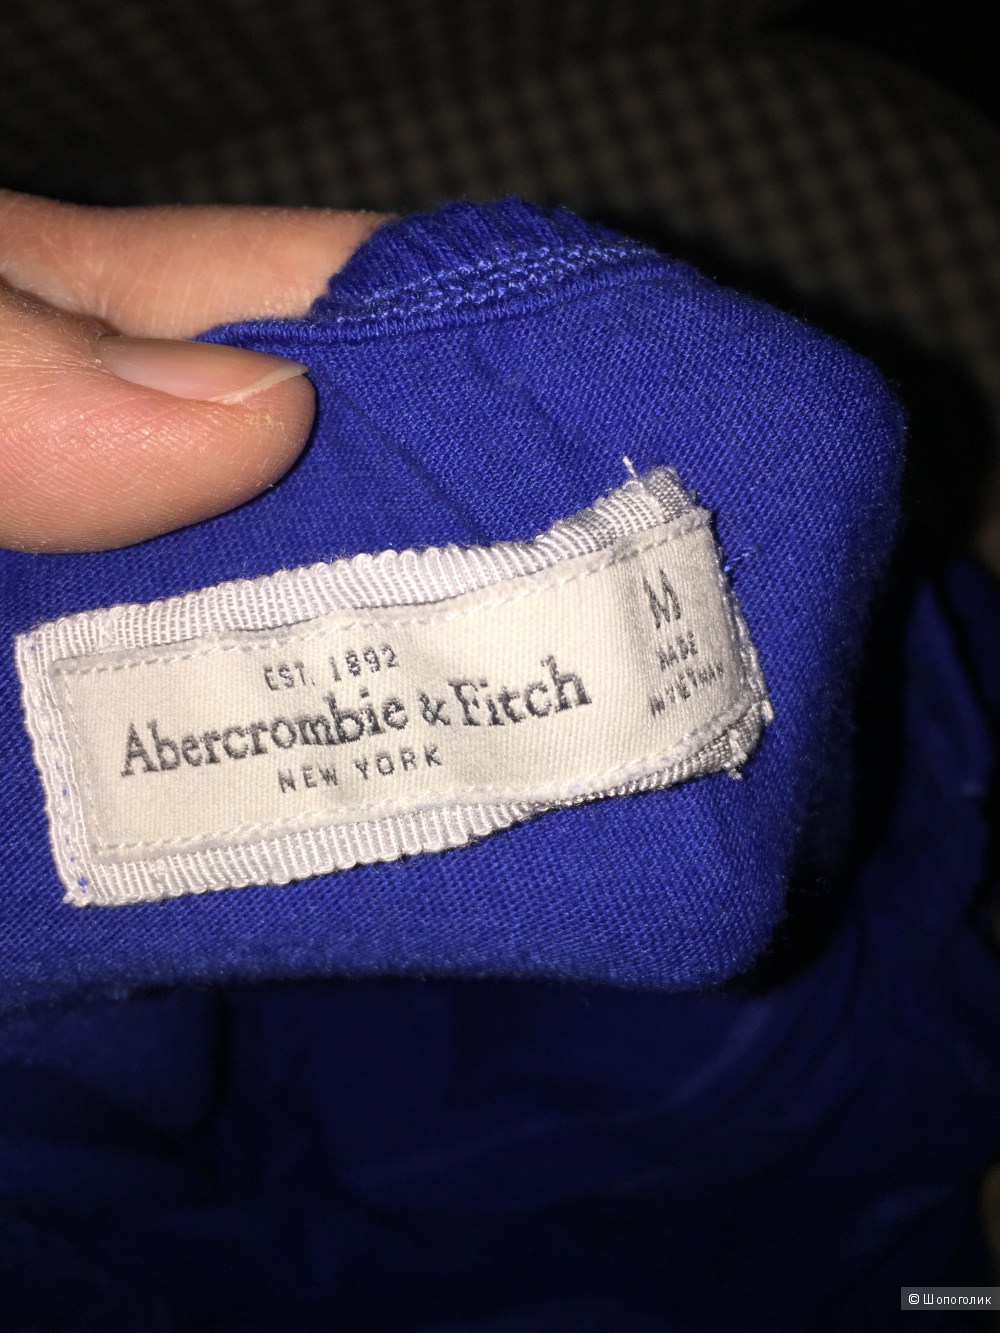 EST. 1892
Abercrombie & Fitch
NEW YORK
M
MADE
IN VIETNAM
© Шопоголик